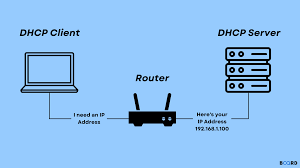 DHCP Client
DHCP Server
Router
I need an IP
Address
Here's your
IP Address
192.168.1.100